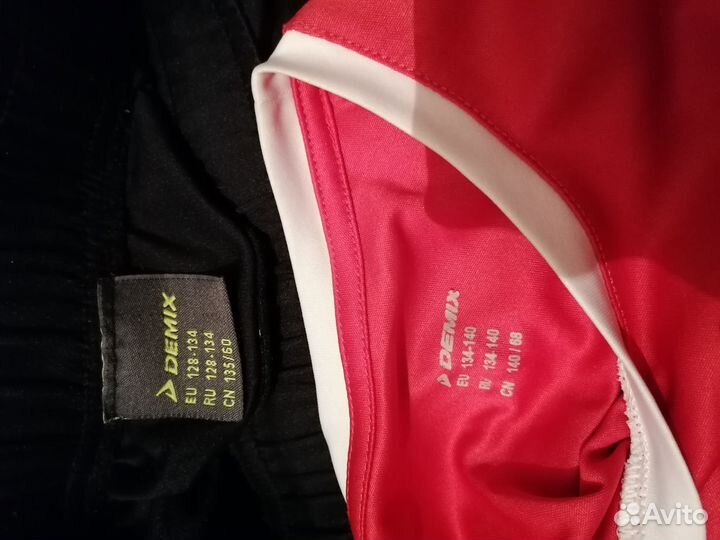 DEMIX
EU 128-134
RU 128-134
CN 135/60
DEMIX
EU 134-140
RU 134-140
CN 140 / 68
Avito